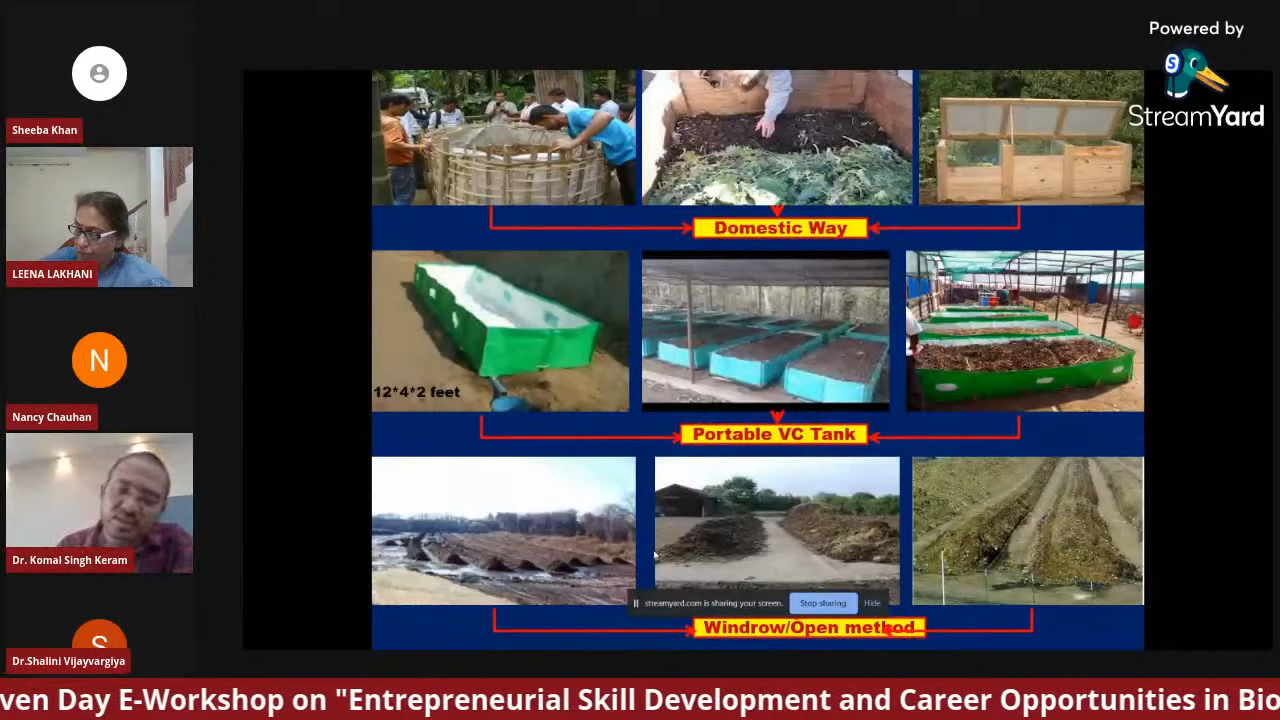 Powered by
StreamYard
Sheeba Khan
LEENA LAKHANI
N
Nancy Chauhan
Dr. Komal Singh Keram
S
Dr.Shalini Vijayvargiya
Domestic Way
12*4*2 feet
Portable VC Tank
streamyard.com is sharing your screen.
Stop sharing
Hide
Windrow/Open method
ven Day E-Workshop on "Entrepreneurial Skill Development and Career Opportunities in Bio